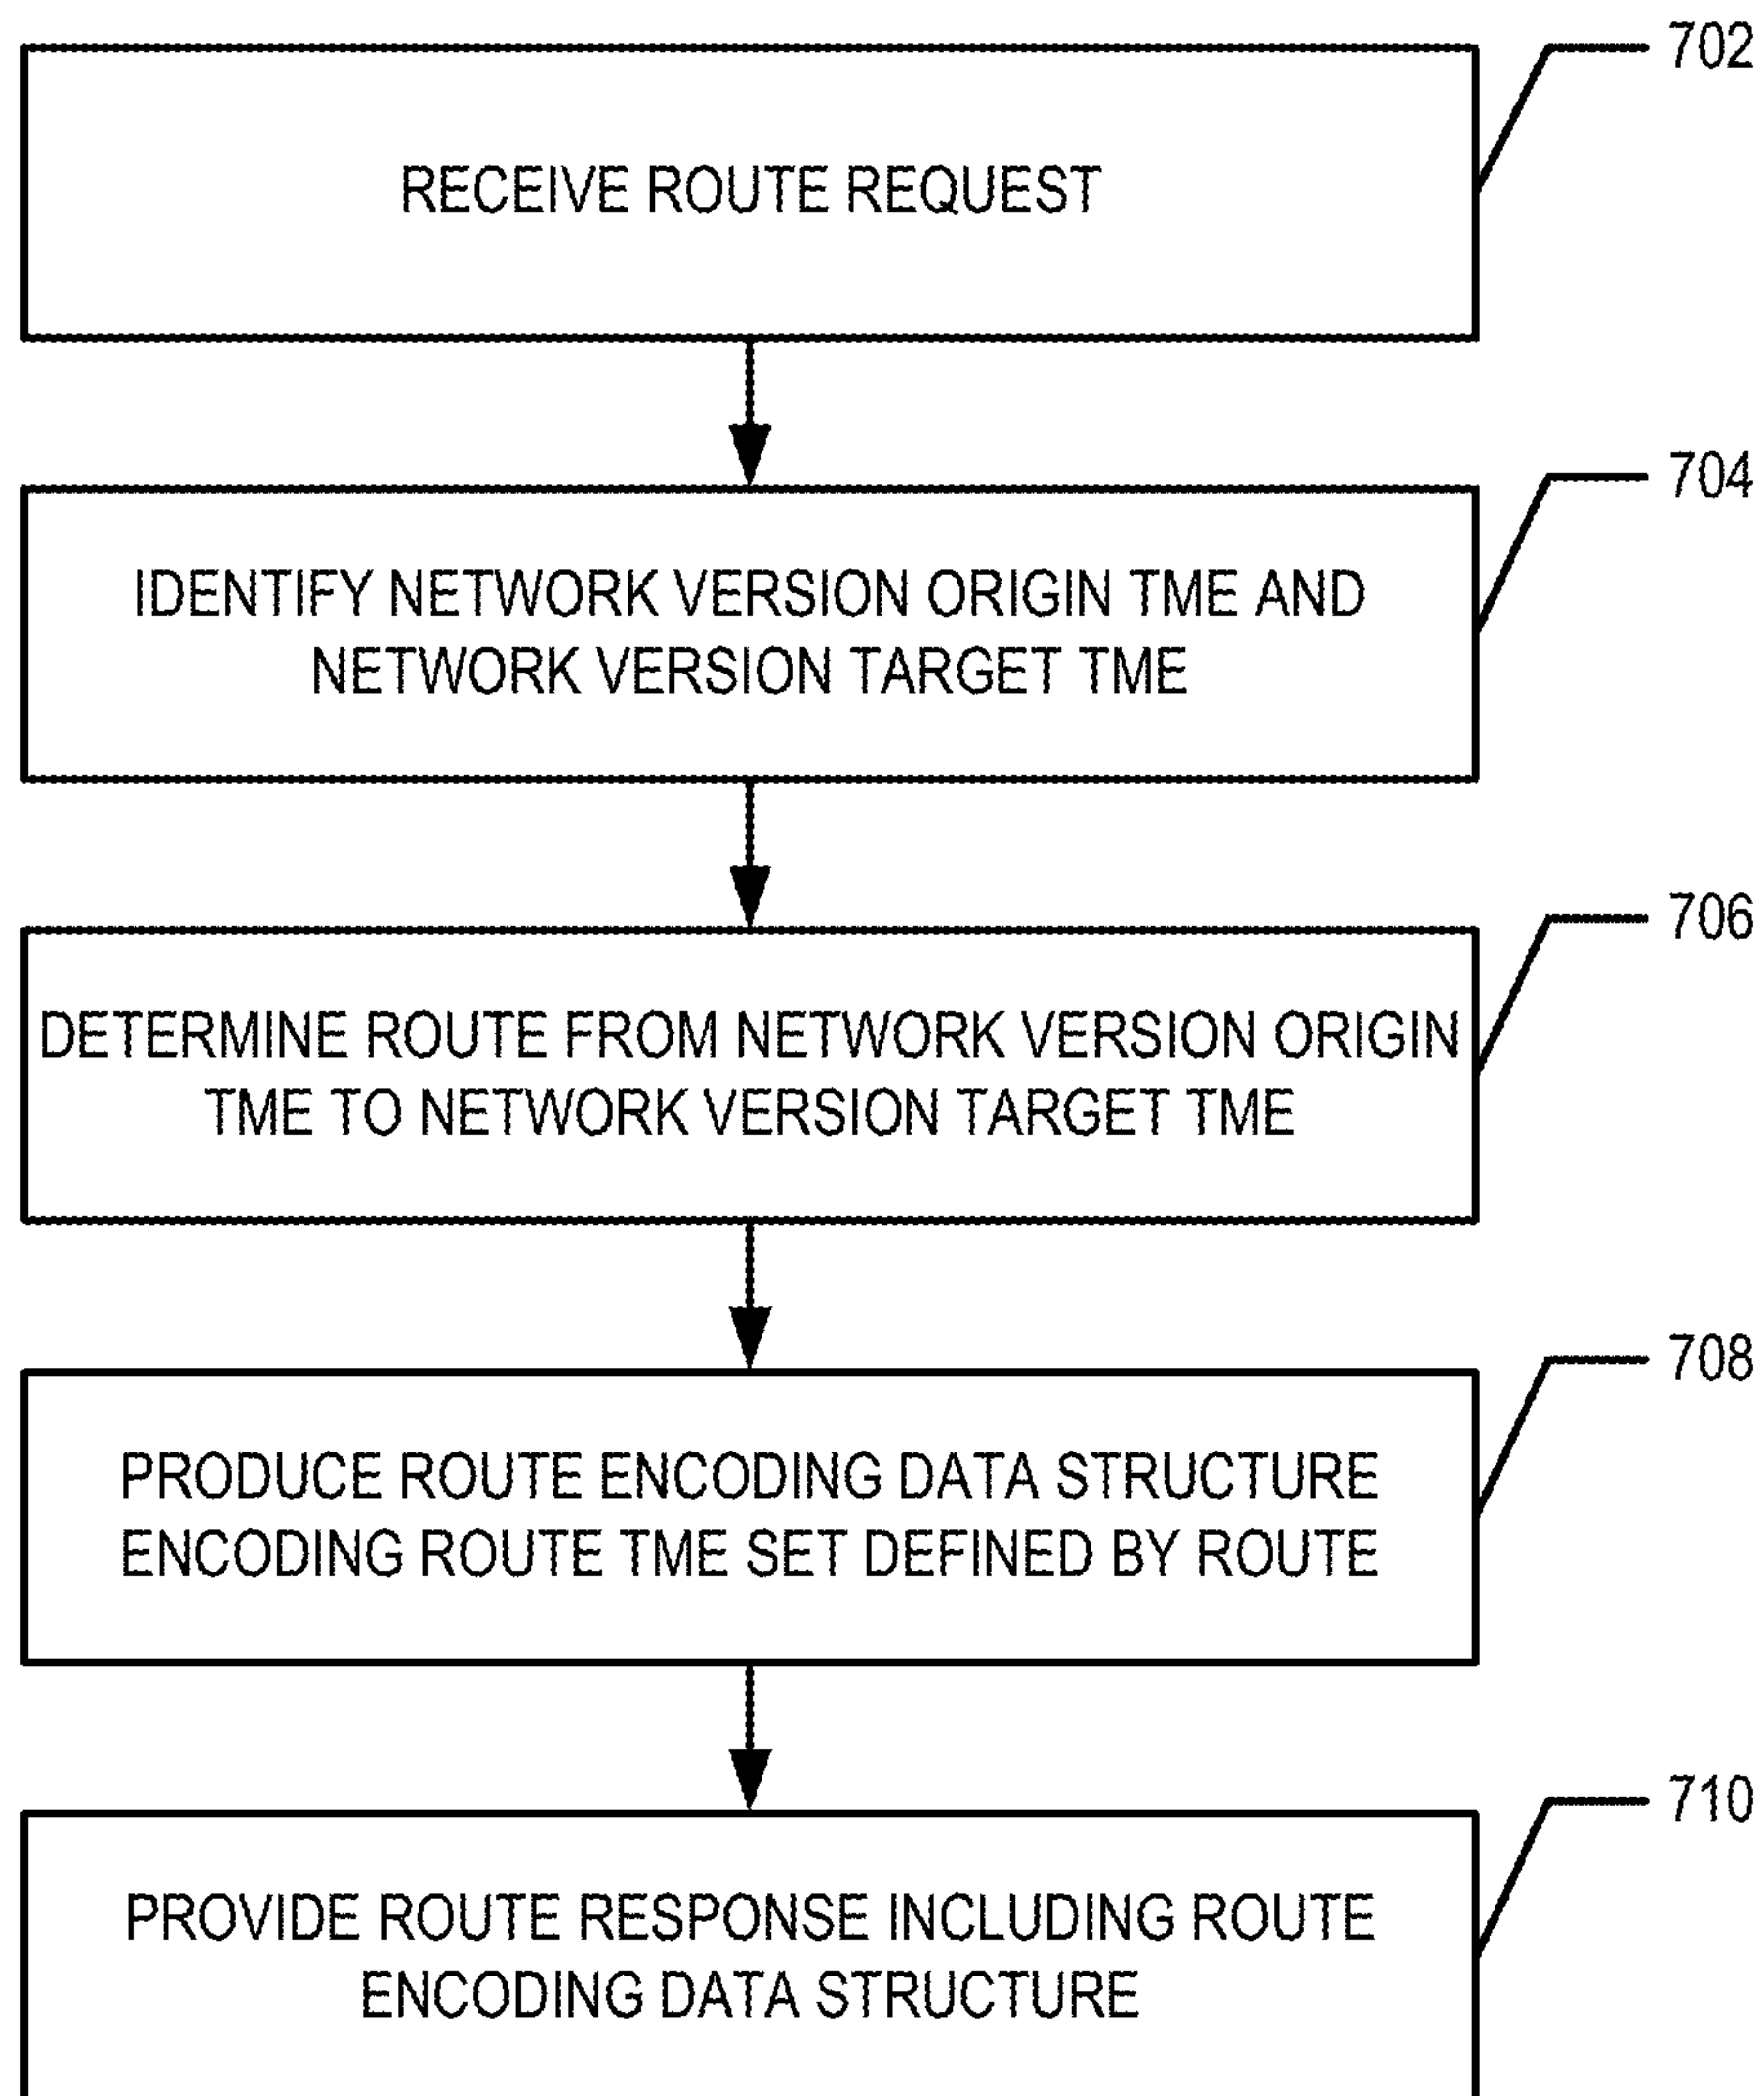 702
RECEIVE ROUTE REQUEST
704
IDENTIFY NETWORK VERSION ORIGIN TME AND
NETWORK VERSION TARGET TME
706
DETERMINE ROUTE FROM NETWORK VERSION ORIGIN
TME TO NETWORK VERSION TARGET TME
708
PRODUCE ROUTE ENCODING DATA STRUCTURE
ENCODING ROUTE TME SET DEFINED BY ROUTE
710
PROVIDE ROUTE RESPONSE INCLUDING ROUTE
ENCODING DATA STRUCTURE